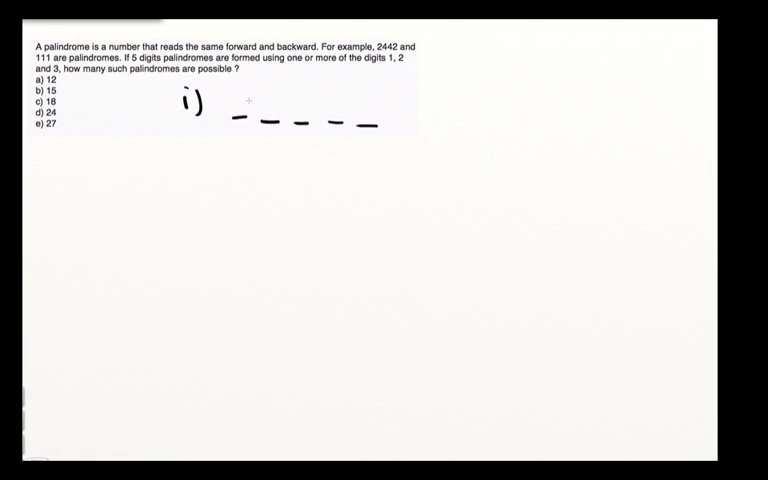 A palindrome is a number that reads the same forward and backward. For example, 2442 and
111 are palindromes. If 5 digits palindromes are formed using one or more of the digits 1, 2
and 3, how many such palindromes are possible ?
a) 12
b) 15
c) 18
d) 24
e) 27
i) _ _ _ _ _